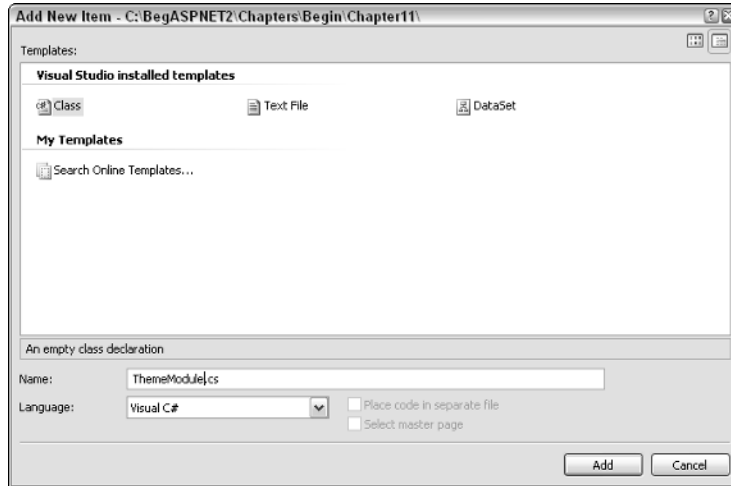 Add New Item - C:\BegASPNET2\Chapters\Begin\Chapter11\
Templates:
Visual Studio installed templates
Class
Text File
DataSet
My Templates
Search Online Templates...
An empty class declaration
Name:
ThemeModule.cs
Language:
Visual C#
Place code in separate file
Select master page
Add
Cancel